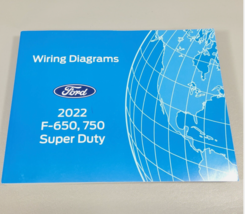 Wiring Diagrams
Ford
2022
F-650, 750
Super Duty